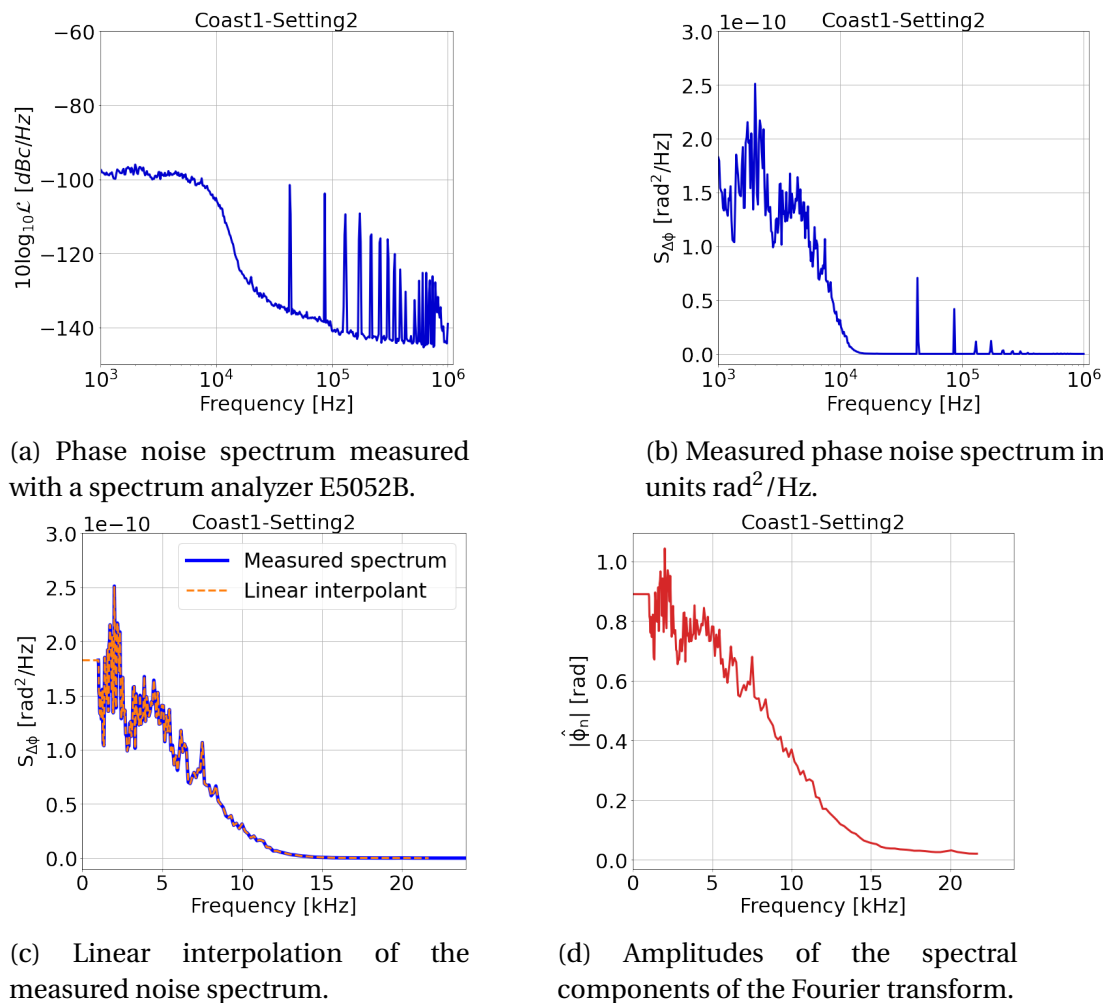 Coast1-Setting2
−60
−80
−100
−120
−140
10log₁₀ℒ [dBc/Hz]
10³ 10⁴ 10⁵ 10⁶
Frequency [Hz]
(a) Phase noise spectrum measured
with a spectrum analyzer E5052B.
1e−10 Coast1-Setting2
3.0
2.5
2.0
1.5
1.0
0.5
0.0
S_Δϕ [rad²/Hz]
10³ 10⁴ 10⁵ 10⁶
Frequency [Hz]
(b) Measured phase noise spectrum in
units rad²/Hz.
1e−10 Coast1-Setting2
3.0
2.5
2.0
1.5
1.0
0.5
0.0
S_Δϕ [rad²/Hz]
Measured spectrum
Linear interpolant
0 5 10 15 20
Frequency [kHz]
(c) Linear interpolation of the
measured noise spectrum.
Coast1-Setting2
1.0
0.8
0.6
0.4
0.2
0.0
|ϕ̂ₙ| [rad]
0 5 10 15 20
Frequency [kHz]
(d) Amplitudes of the spectral
components of the Fourier transform.